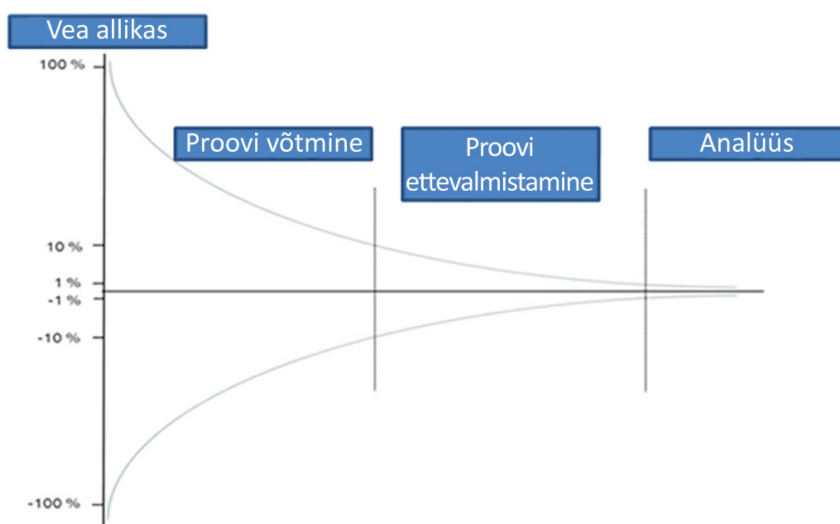 Vea allikas
100 %
Proovi võtmine
Proovi
ettevalmistamine
Analüüs
10 %
1 %
-1 %
-10 %
-100 %